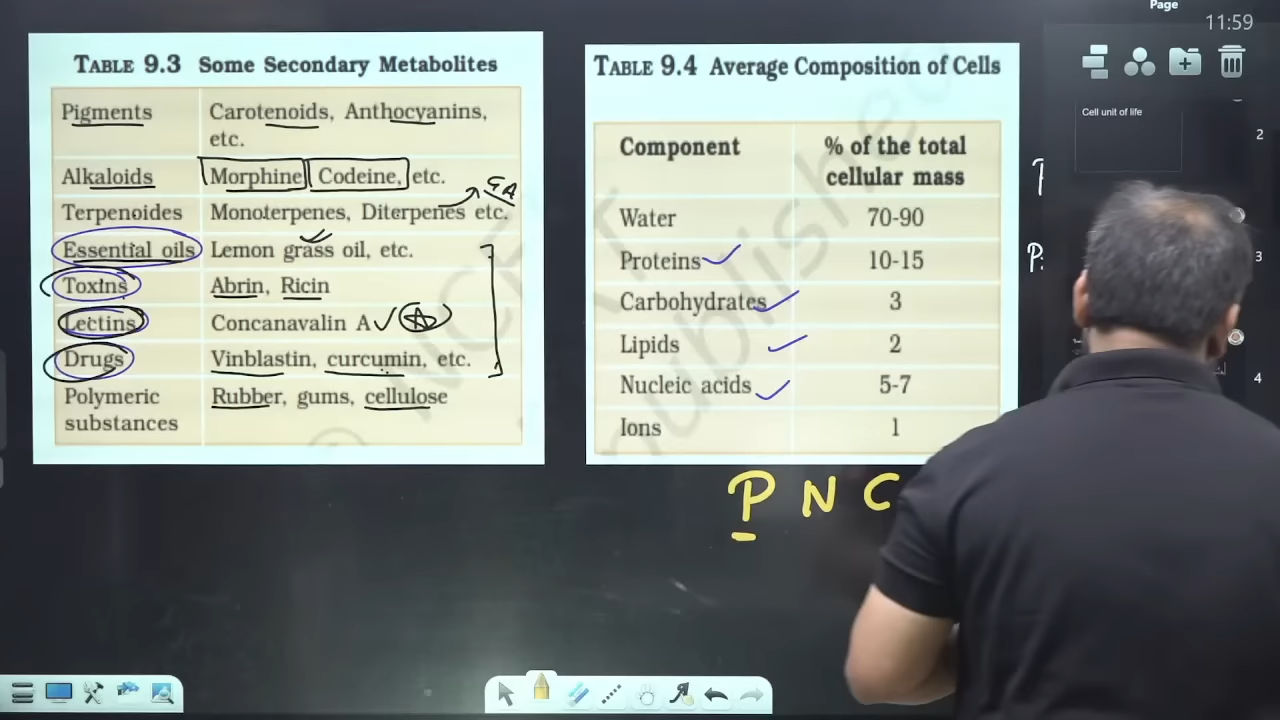 Page
11:59
TABLE 9.3 Some Secondary Metabolites
Pigments Carotenoids, Anthocyanins,
etc.
Alkaloids Morphine, Codeine, etc.
GA
Terpenoides Monoterpenes, Diterpenes etc.
Essential oils Lemon grass oil, etc.
Toxins Abrin, Ricin
Lectins Concanavalin A
Drugs Vinblastin, curcumin, etc.
Polymeric Rubber, gums, cellulose
substances
TABLE 9.4 Average Composition of Cells
Component % of the total
cellular mass
Water 70-90
Proteins 10-15
Carbohydrates 3
Lipids 2
Nucleic acids 5-7
Ions 1
P N C
Cell unit of life
2
3
4